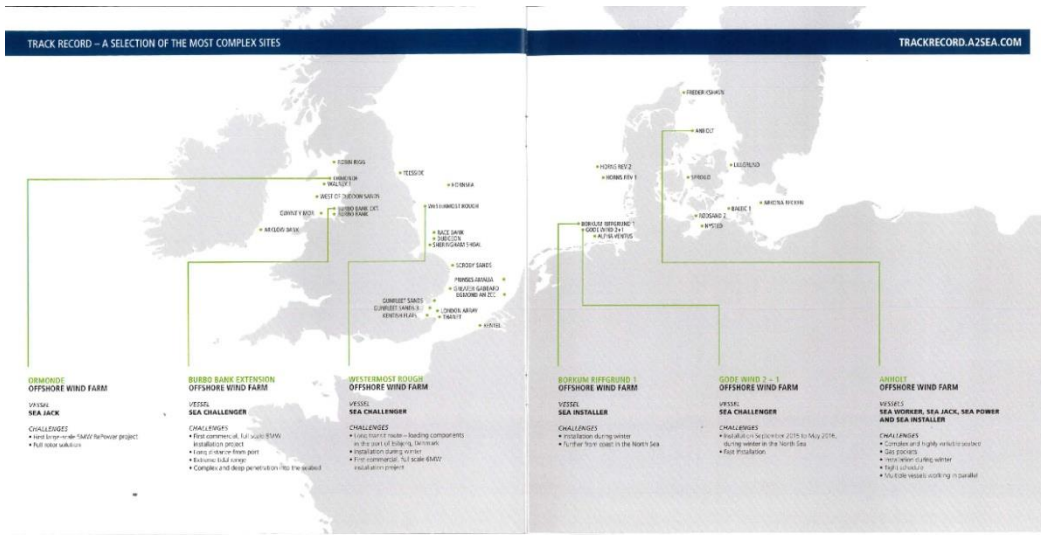 TRACK RECORD – A SELECTION OF THE MOST COMPLEX SITES
TRACKRECORD.A2SEA.COM
FREDERIKSHAVN
ANHOLT
ROBIN RIGG
ORMONDE
WALNEY 1
TEESSIDE
HORNSEA
HORNS REV 2
HORNS REV 1
LILLGRUND
SPROGØ
WEST OF DUDDON SANDS
GWYNT Y MOR
BURBO BANK EXT.
BURBO BANK
WESTERMOST ROUGH
ARKLOW BANK
RACE BANK
DUDGEON
SHERINGHAM SHOAL
BALTIC 1
RØDSAND 2
NYSTED
BORKUM RIFFGRUND 1
GODE WIND 2+1
ALPHA VENTUS
SCROBY SANDS
PRINSES AMALIA
GREATER GABBARD
EGMOND AAN ZEE
GUNFLEET SANDS
GUNFLEET SANDS 3
KENTISH FLATS
LONDON ARRAY
THANET
ORMONDE
OFFSHORE WIND FARM
VESSEL
SEA JACK
CHALLENGES
• First large-scale 5MW RePower project
• Full rotor solution
BURBO BANK EXTENSION
OFFSHORE WIND FARM
VESSEL
SEA CHALLENGER
CHALLENGES
• First commercial, full scale 8MW
installation project
• Long distance from port
• Extreme tidal range
• Complex and deep penetration into the seabed
WESTERMOST ROUGH
OFFSHORE WIND FARM
VESSEL
SEA CHALLENGER
CHALLENGES
• Long transit route – loading components
in the port of Esbjerg, Denmark
• Installation during winter
• First commercial, full scale 6MW
installation project
BORKUM RIFFGRUND 1
OFFSHORE WIND FARM
VESSEL
SEA INSTALLER
CHALLENGES
• Installation during winter
• Further from coast in the North Sea
GODE WIND 2 + 1
OFFSHORE WIND FARM
VESSEL
SEA CHALLENGER
CHALLENGES
• Installation September 2015 to May 2016,
during winter in the North Sea
• Fast installation
ANHOLT
OFFSHORE WIND FARM
VESSELS
SEA WORKER, SEA JACK, SEA POWER
AND SEA INSTALLER
CHALLENGES
• Complex and highly variable seabed
• Gas pockets
• Installation during winter
• Tight schedule
• Multiple vessels working in parallel